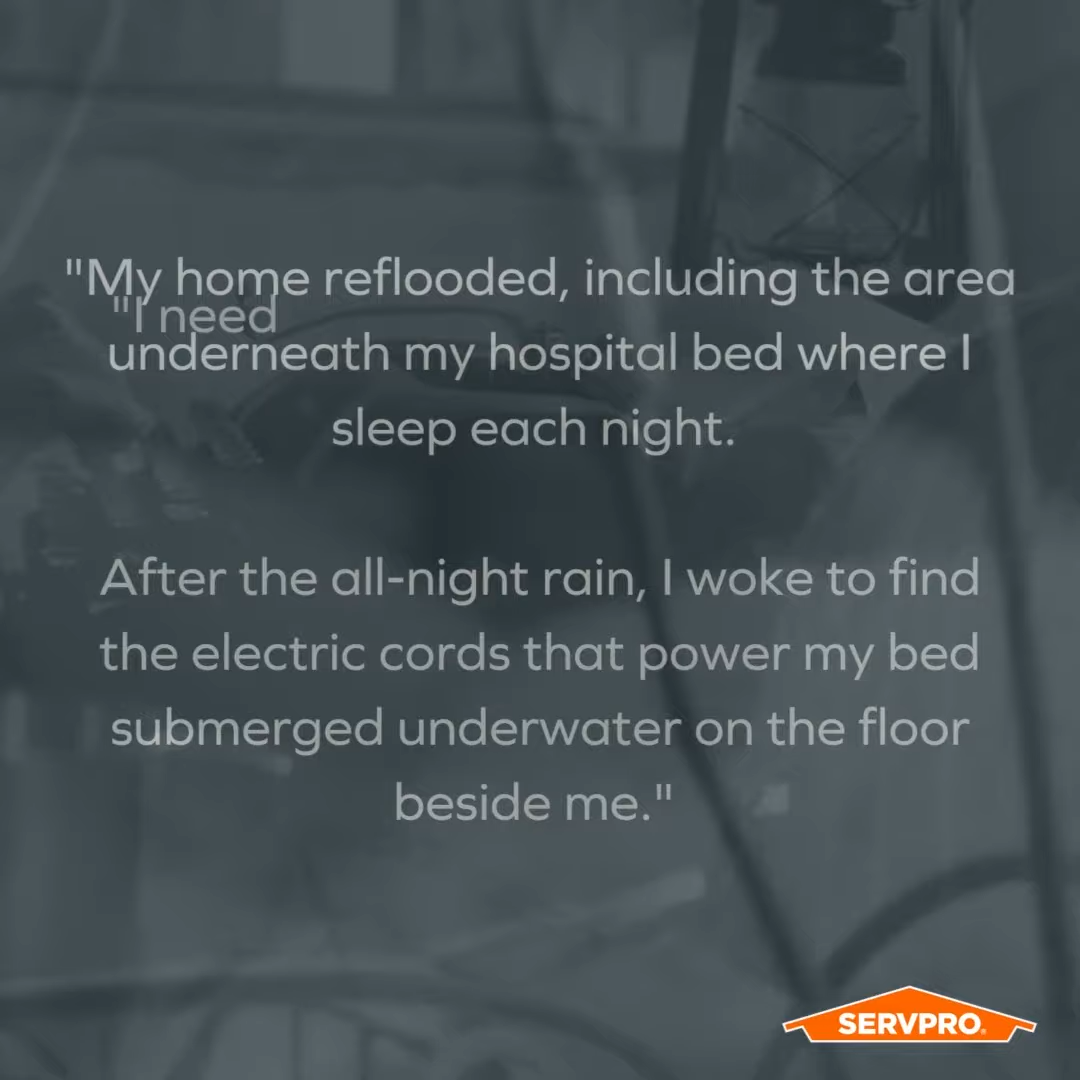 "My home reflooded, including the area
"I need
underneath my hospital bed where I
sleep each night.
After the all-night rain, I woke to find
the electric cords that power my bed
submerged underwater on the floor
beside me."
SERVPRO®